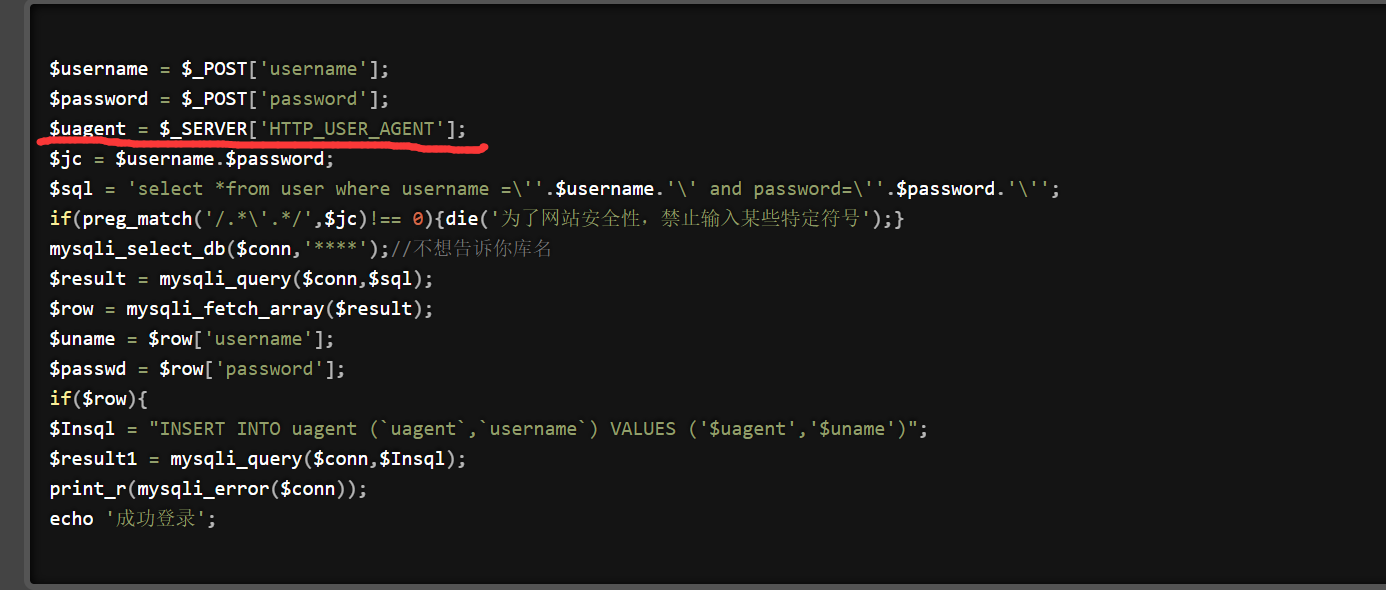 $username = $_POST['username'];
$password = $_POST['password'];
$uagent = $_SERVER['HTTP_USER_AGENT'];
$jc = $username.$password;
$sql = 'select *from user where username =\''.$username.'\' and password=\''.$password.'\'';
if(preg_match('/.*\'.*/',$jc)!== 0){die('为了网站安全性，禁止输入某些特定符号');}
mysqli_select_db($conn,'****');//不想告诉你库名
$result = mysqli_query($conn,$sql);
$row = mysqli_fetch_array($result);
$uname = $row['username'];
$passwd = $row['password'];
if($row){
$Insql = "INSERT INTO uagent (`uagent`,`username`) VALUES ('$uagent','$uname')";
$result1 = mysqli_query($conn,$Insql);
print_r(mysqli_error($conn));
echo '成功登录';